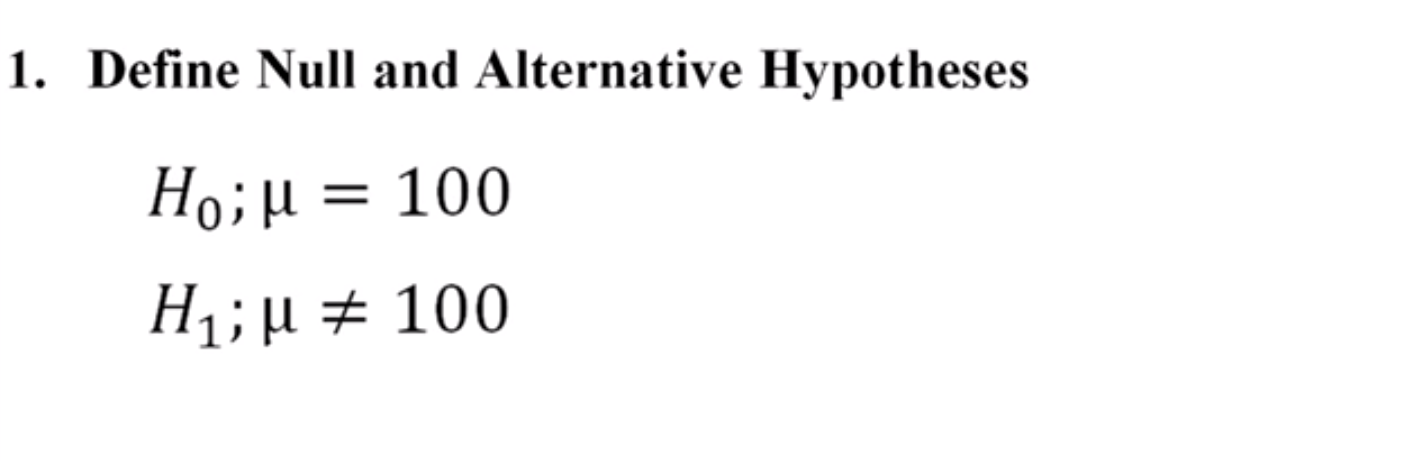 1. Define Null and Alternative Hypotheses
H₀; μ = 100
H₁; μ ≠ 100